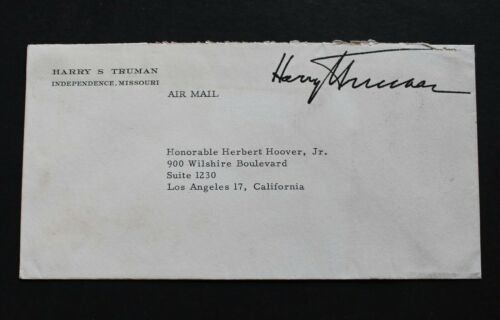 HARRY S TRUMAN
INDEPENDENCE, MISSOURI
Harry Truman
AIR MAIL
Honorable Herbert Hoover, Jr.
900 Wilshire Boulevard
Suite 1230
Los Angeles 17, California